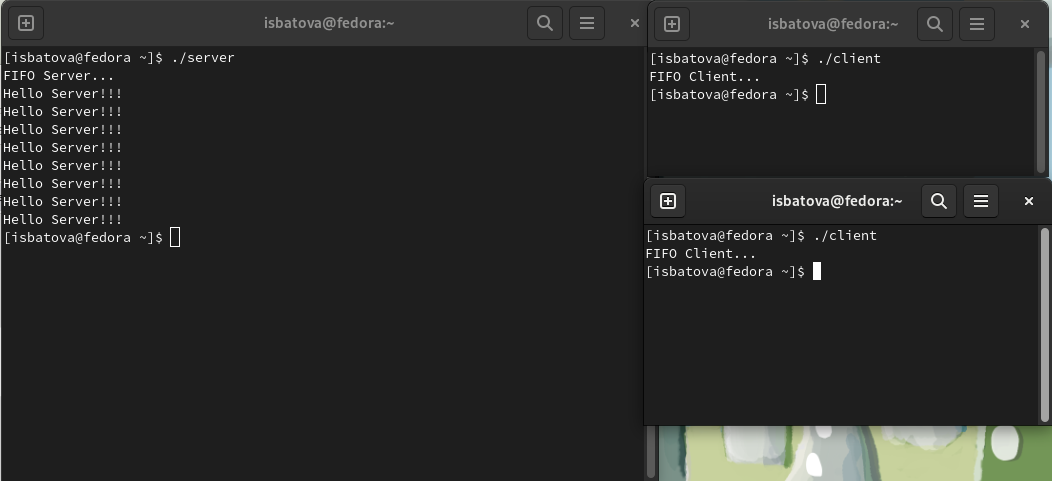 isbatova@fedora:~
[isbatova@fedora ~]$ ./server
FIFO Server...
Hello Server!!!
Hello Server!!!
Hello Server!!!
Hello Server!!!
Hello Server!!!
Hello Server!!!
Hello Server!!!
Hello Server!!!
[isbatova@fedora ~]$
isbatova@fedora:~
[isbatova@fedora ~]$ ./client
FIFO Client...
[isbatova@fedora ~]$
isbatova@fedora:~
[isbatova@fedora ~]$ ./client
FIFO Client...
[isbatova@fedora ~]$